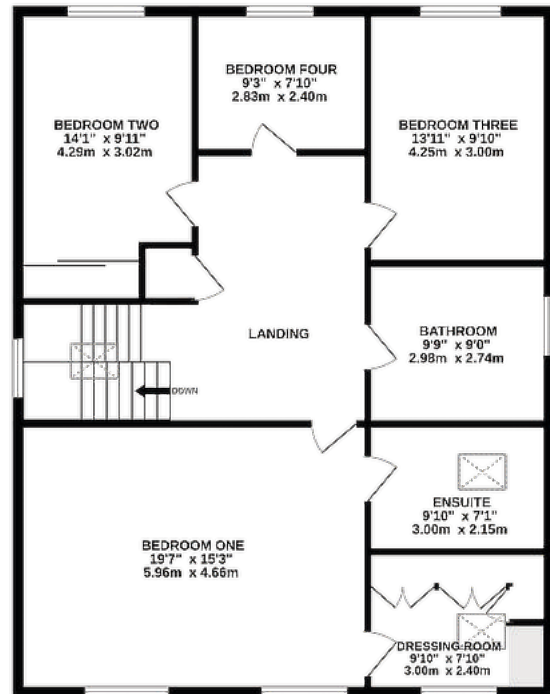 BEDROOM FOUR
9'3" x 7'10"
2.83m x 2.40m
BEDROOM TWO
14'1" x 9'11"
4.29m x 3.02m
BEDROOM THREE
13'11" x 9'10"
4.25m x 3.00m
LANDING
BATHROOM
9'9" x 9'0"
2.98m x 2.74m
DOWN
ENSUITE
9'10" x 7'1"
3.00m x 2.15m
BEDROOM ONE
19'7" x 15'3"
5.96m x 4.66m
DRESSING ROOM
9'10" x 7'10"
3.00m x 2.40m